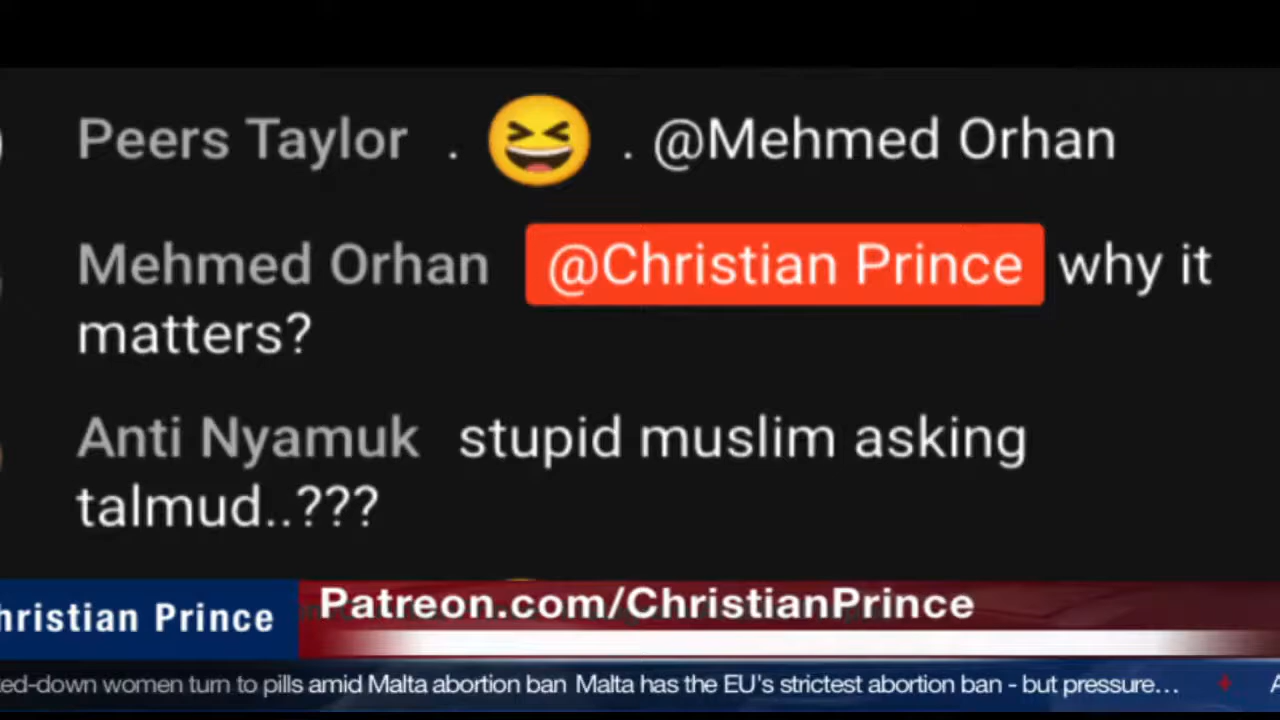 Peers Taylor . 😆 . @Mehmed Orhan
Mehmed Orhan @Christian Prince why it
matters?
Anti Nyamuk stupid muslim asking
talmud..???
hristian Prince
Patreon.com/ChristianPrince
ed-down women turn to pills amid Malta abortion ban Malta has the EU's strictest abortion ban - but pressure… A